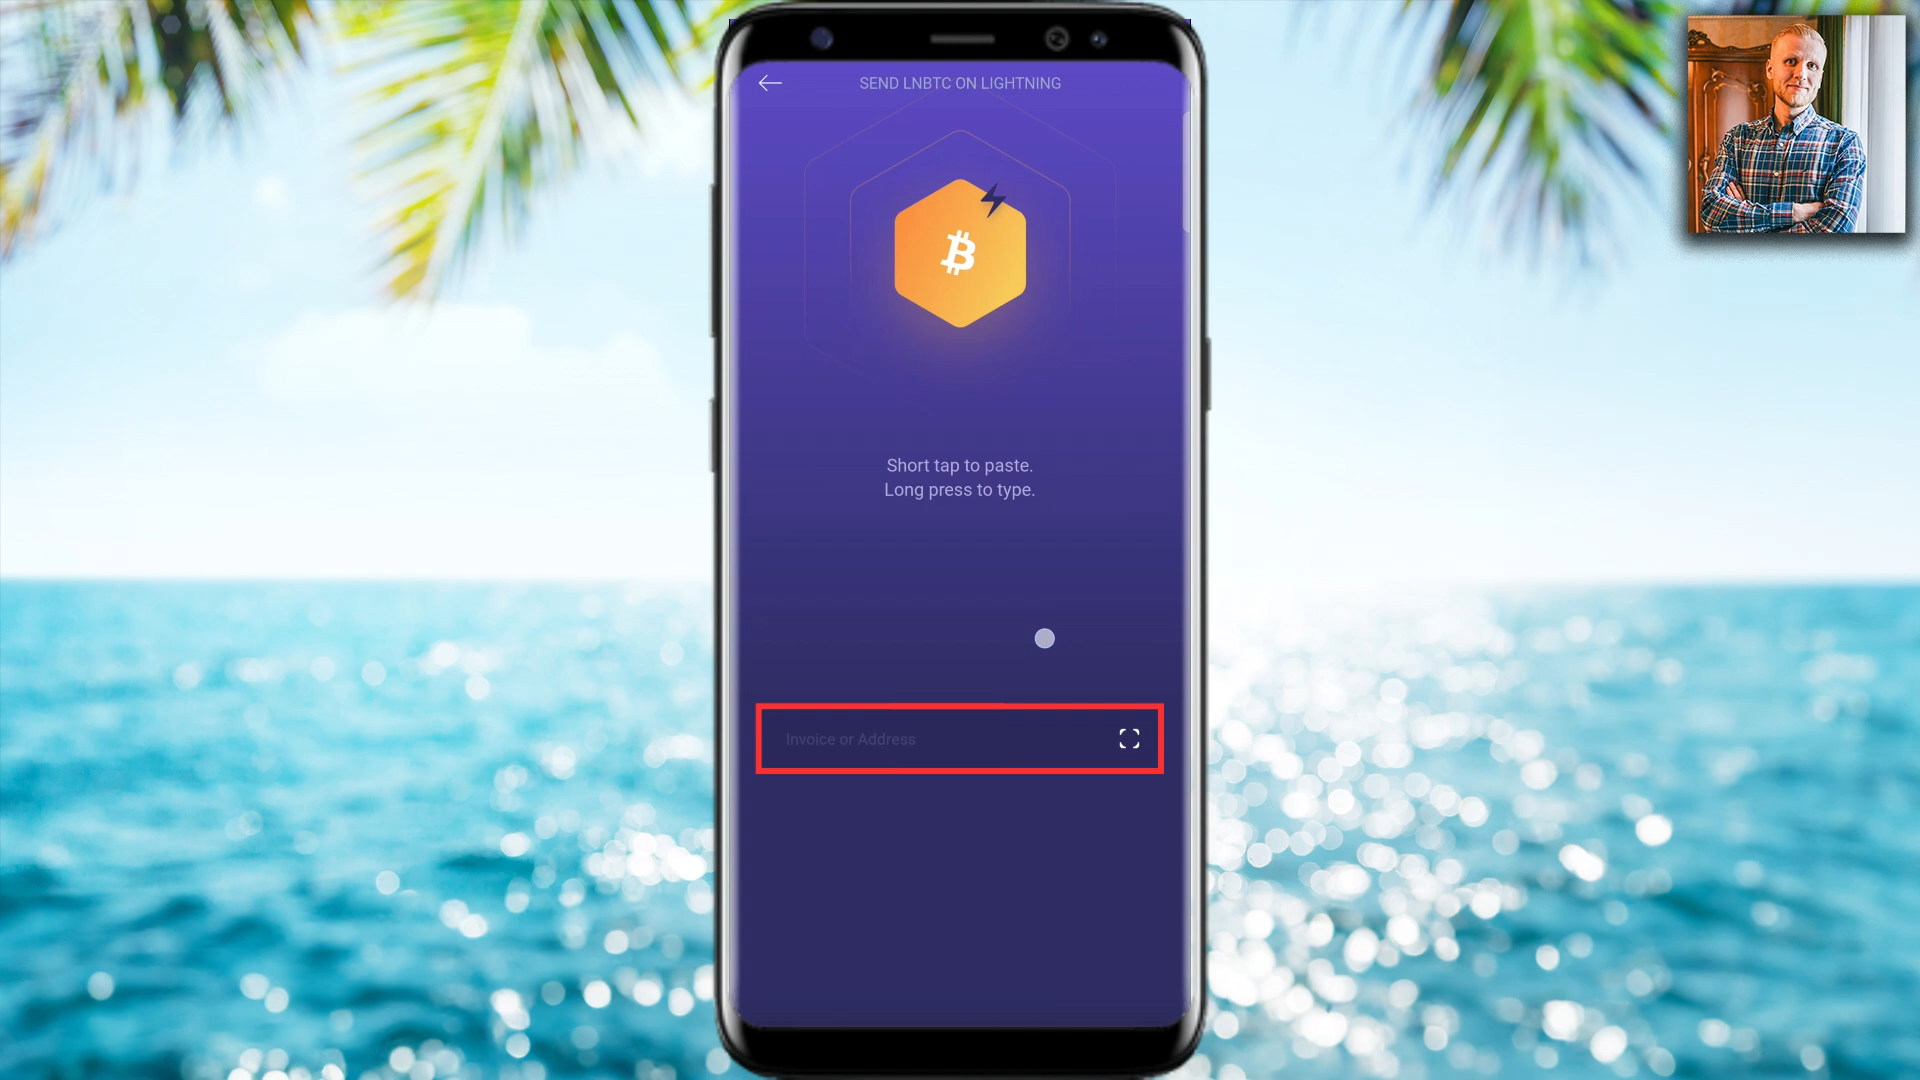 SEND LNBTC ON LIGHTNING
Short tap to paste.
Long press to type.
Invoice or Address